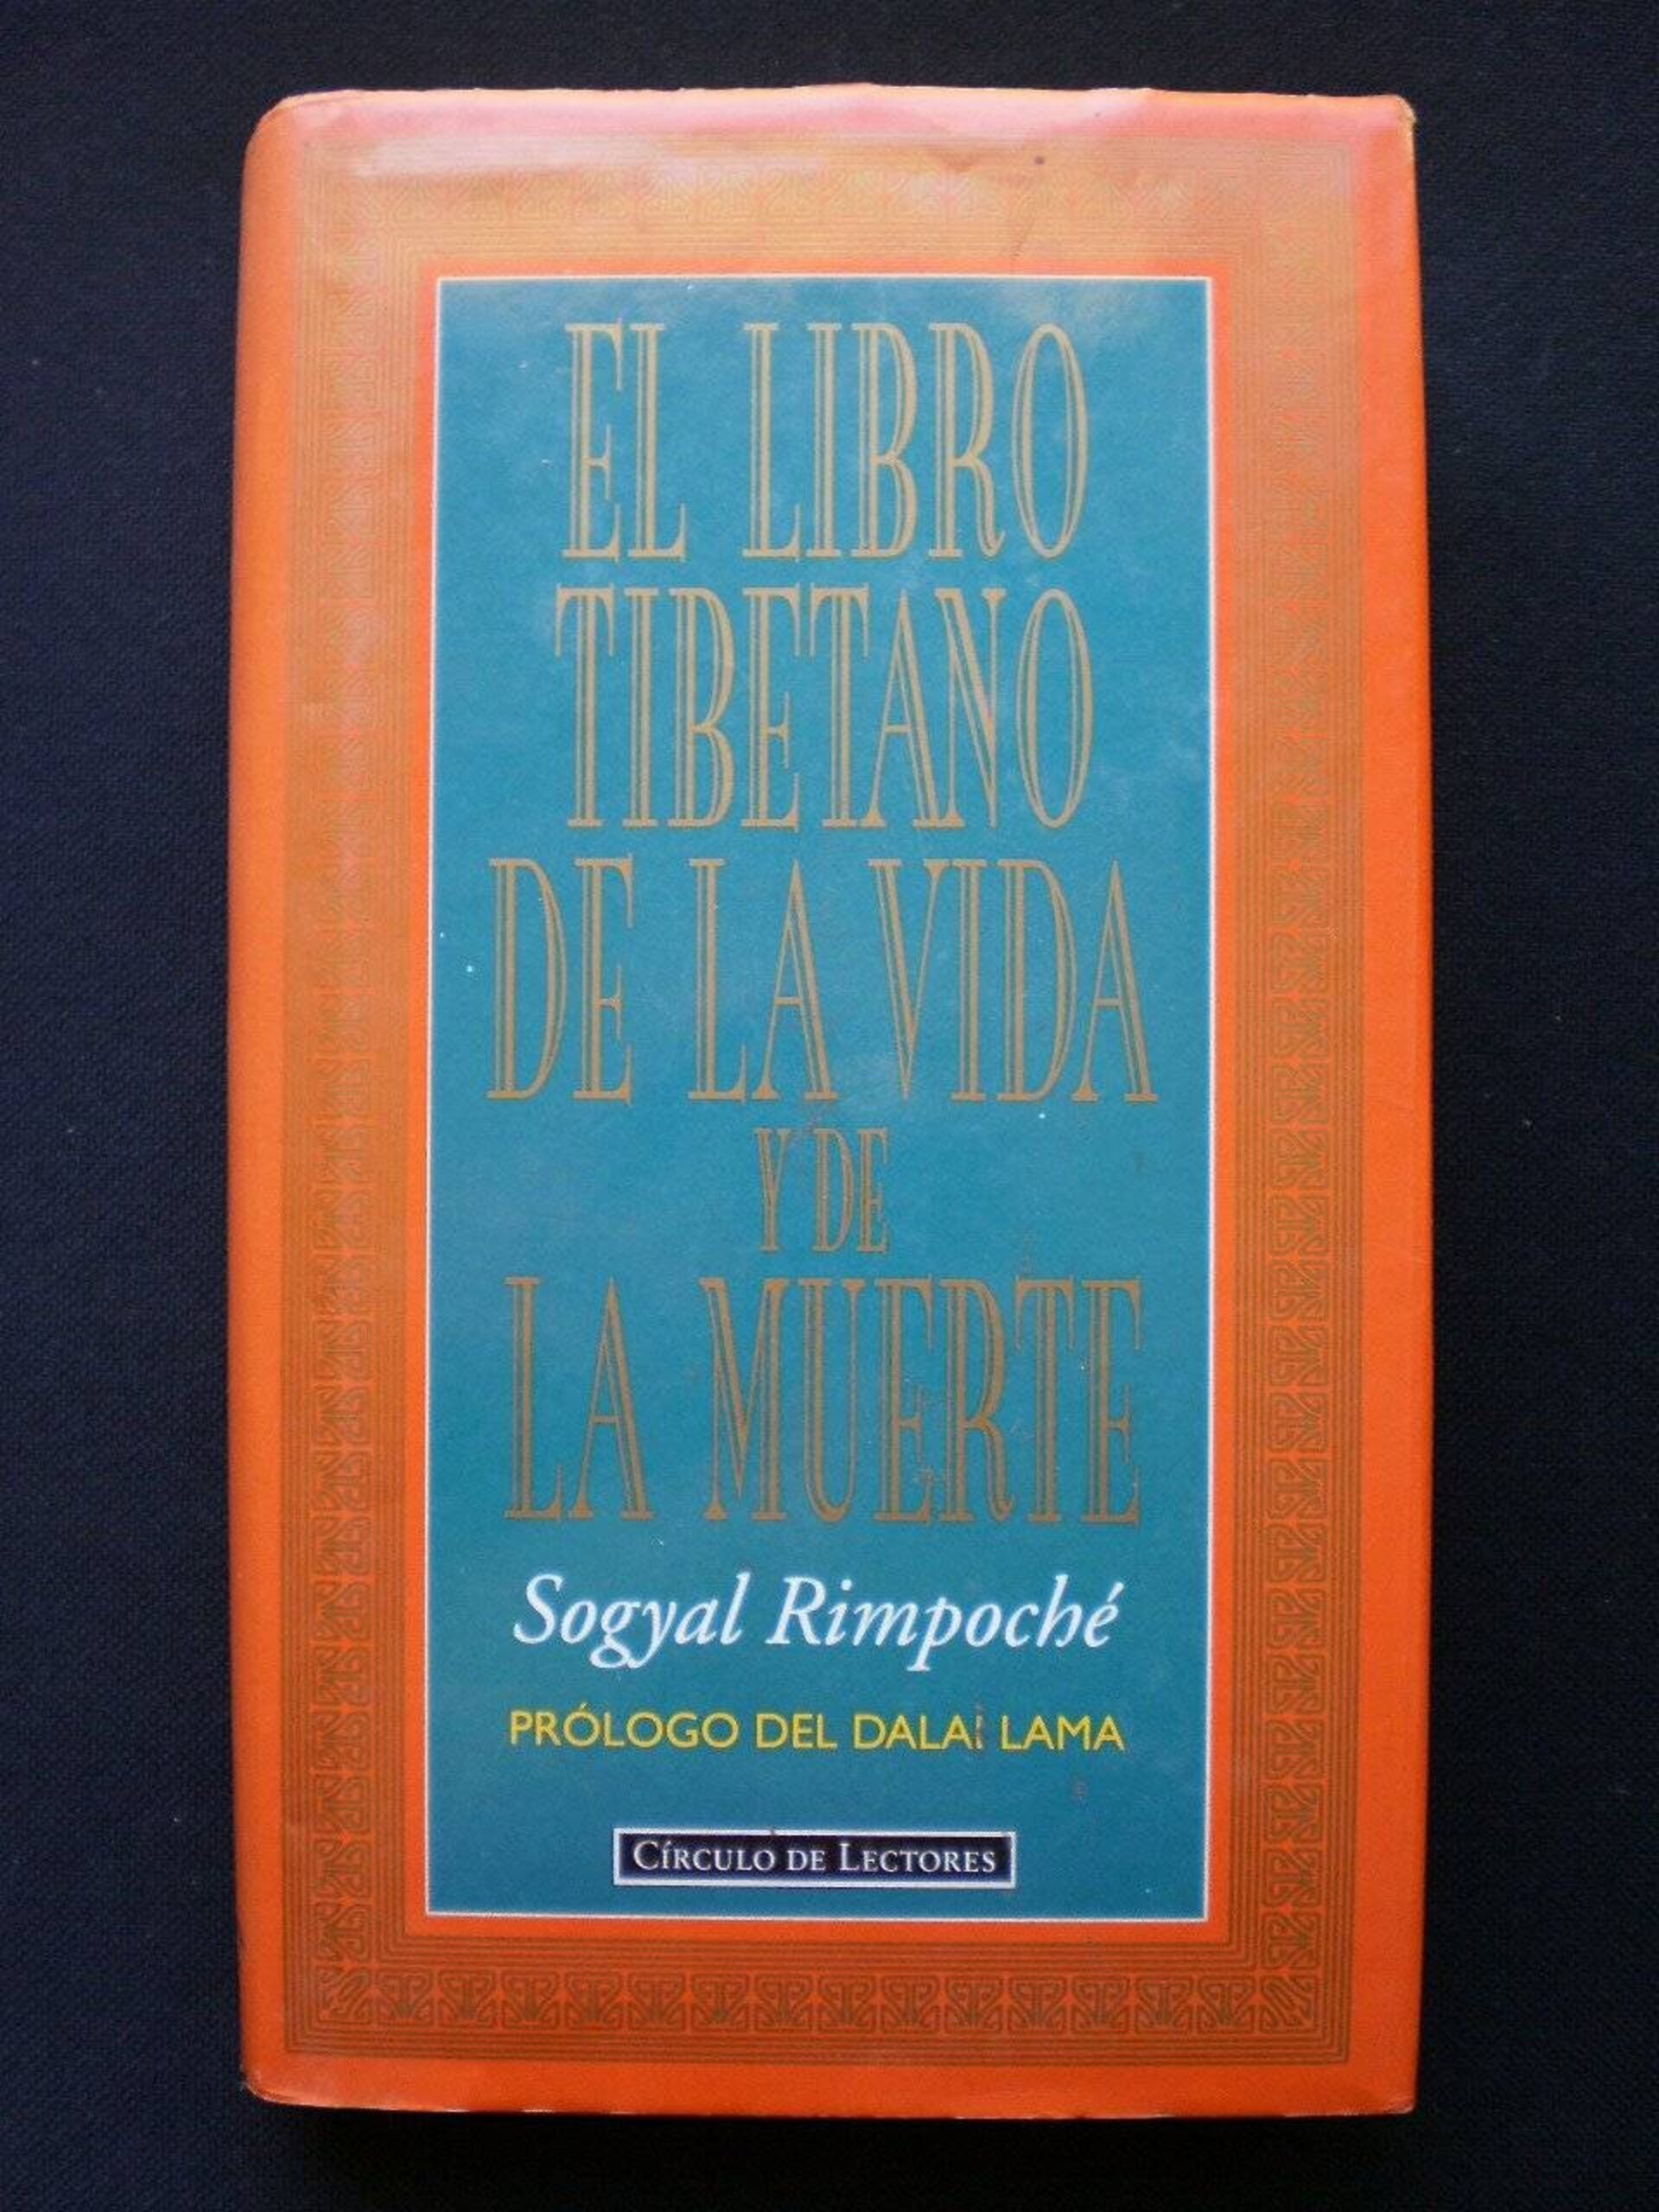 EL LIBRO
TIBETANO
DE LA VIDA
Y DE
LA MUERTE
Sogyal Rimpoché
PRÓLOGO DEL DALAI LAMA
CÍRCULO DE LECTORES